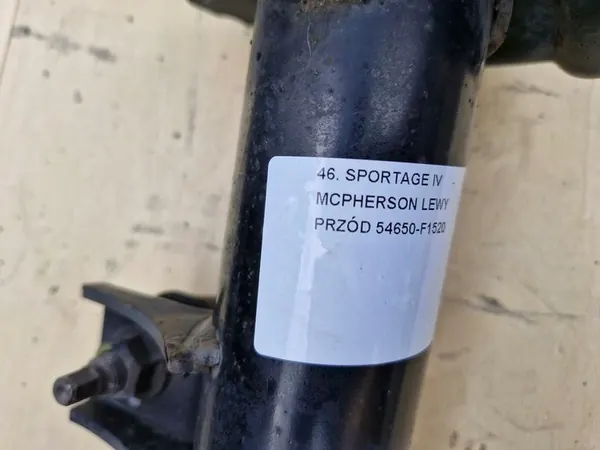 46. SPORTAGE IV
MCPHERSON LEWY
PRZÓD 54650-F1520